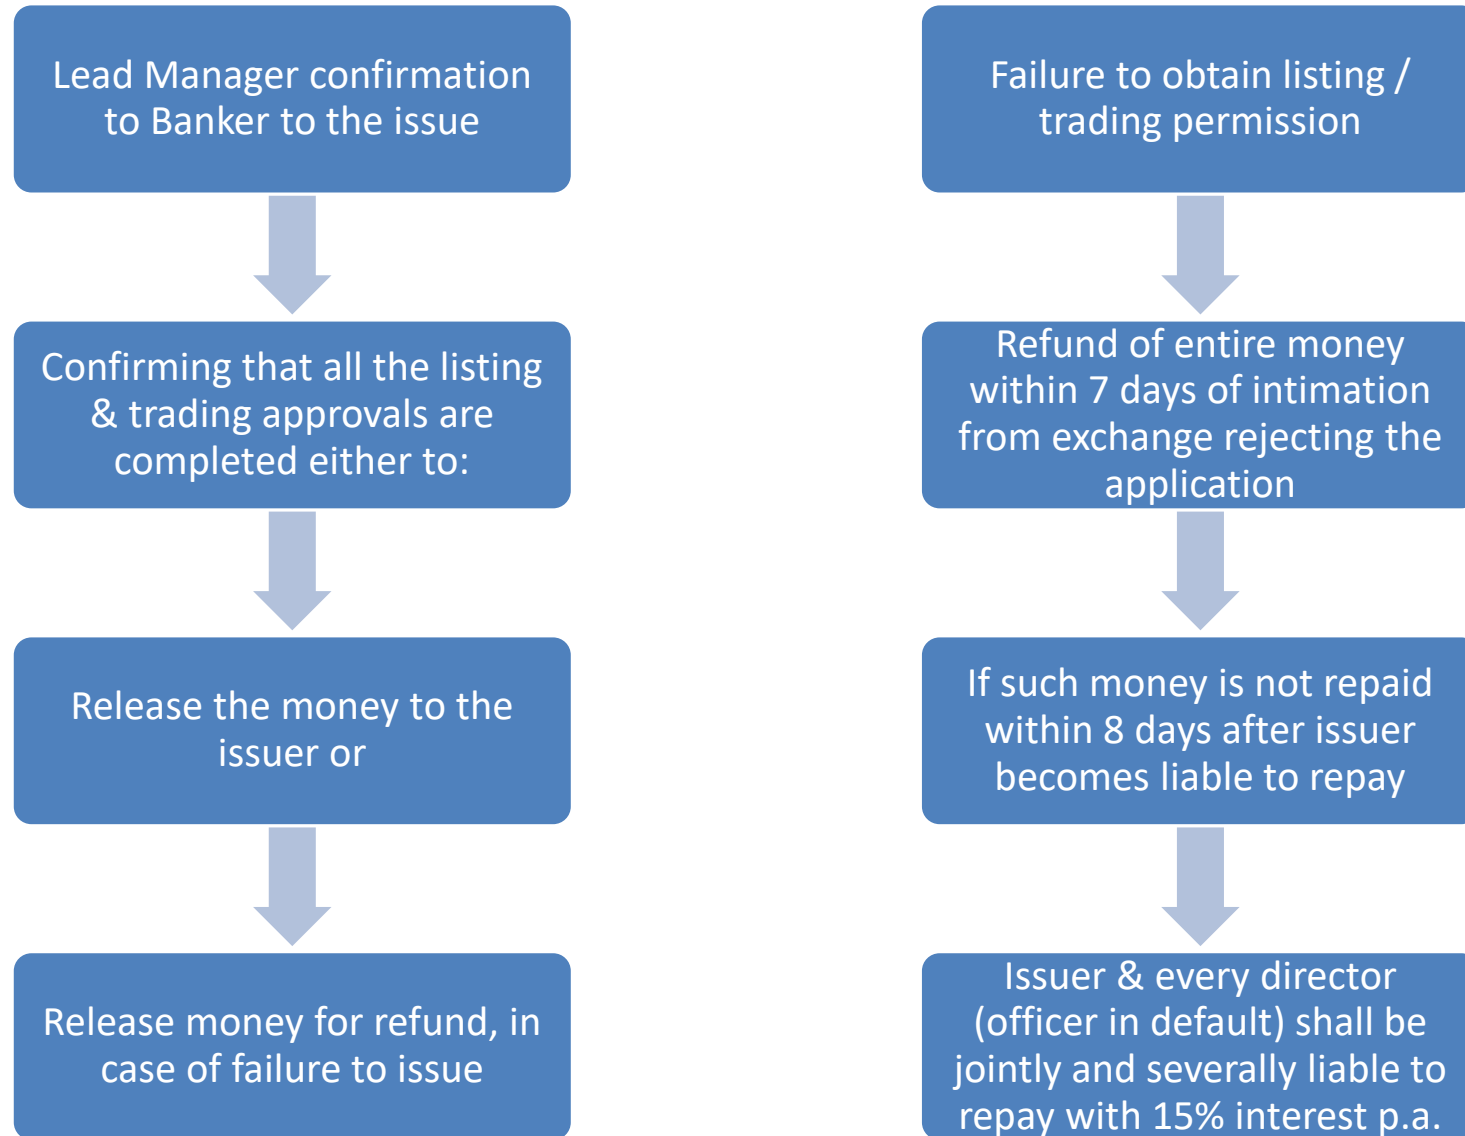 Lead Manager confirmation
to Banker to the issue
Confirming that all the listing
& trading approvals are
completed either to:
Release the money to the
issuer or
Release money for refund, in
case of failure to issue
Failure to obtain listing /
trading permission
Refund of entire money
within 7 days of intimation
from exchange rejecting the
application
If such money is not repaid
within 8 days after issuer
becomes liable to repay
Issuer & every director
(officer in default) shall be
jointly and severally liable to
repay with 15% interest p.a.